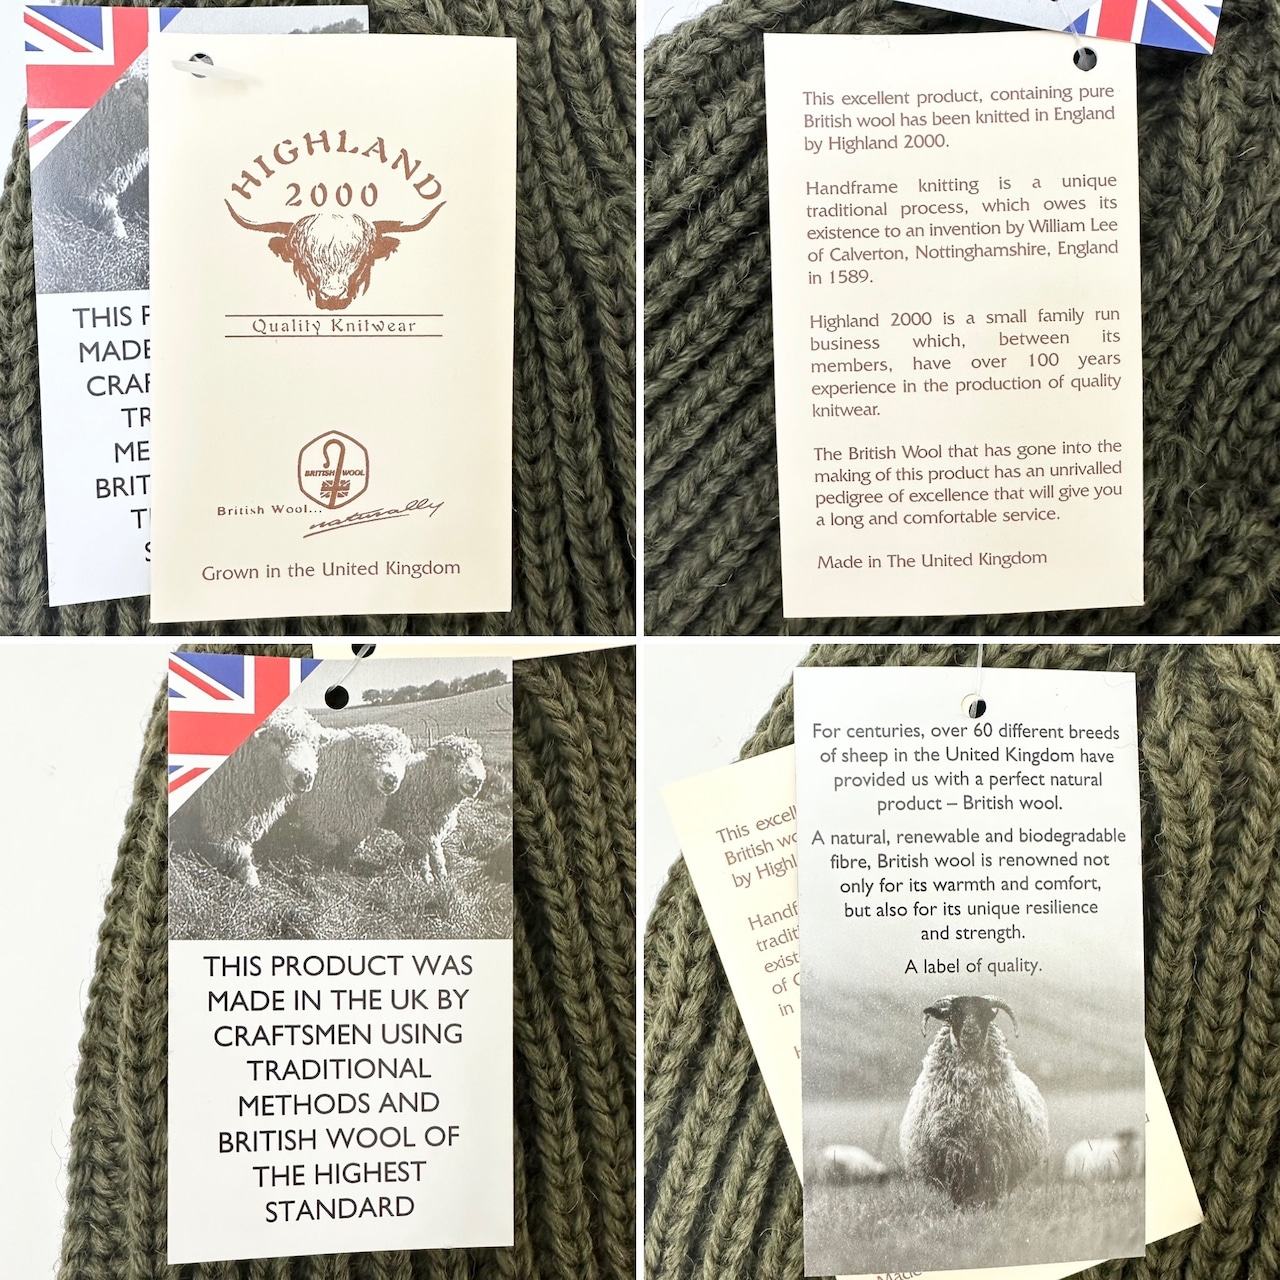 THIS P
MADE
CRAF
TR
ME
BRIT
T
S
HIGHLAND
2000
Quality Knitwear
BRITISH WOOL
British Wool... naturally
Grown in the United Kingdom
This excellent product, containing pure
British wool has been knitted in England
by Highland 2000.
Handframe knitting is a unique
traditional process, which owes its
existence to an invention by William Lee
of Calverton, Nottinghamshire, England
in 1589.
Highland 2000 is a small family run
business which, between its
members, have over 100 years
experience in the production of quality
knitwear.
The British Wool that has gone into the
making of this product has an unrivalled
pedigree of excellence that will give you
a long and comfortable service.
Made in The United Kingdom
THIS PRODUCT WAS
MADE IN THE UK BY
CRAFTSMEN USING
TRADITIONAL
METHODS AND
BRITISH WOOL OF
THE HIGHEST
STANDARD
This excell
British wo
by Highl
Handf
tradit
exist
of C
in
H
Made
For centuries, over 60 different breeds
of sheep in the United Kingdom have
provided us with a perfect natural
product – British wool.
A natural, renewable and biodegradable
fibre, British wool is renowned not
only for its warmth and comfort,
but also for its unique resilience
and strength.
A label of quality.